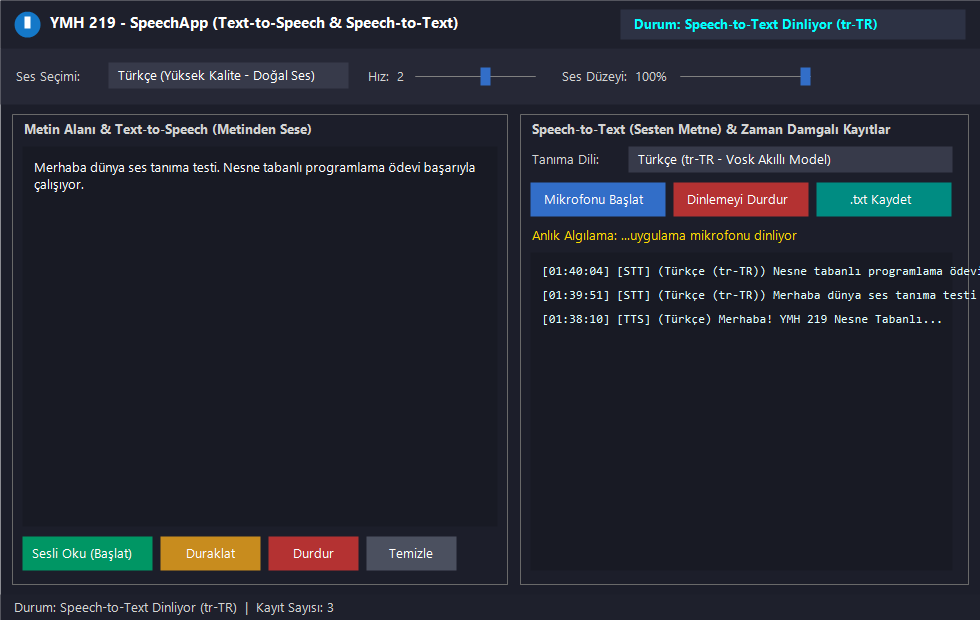 YMH 219 - SpeechApp (Text-to-Speech & Speech-to-Text)
Durum: Speech-to-Text Dinliyor (tr-TR)
Ses Seçimi:
Türkçe (Yüksek Kalite - Doğal Ses)
Hız: 2
Ses Düzeyi: 100%
Metin Alanı & Text-to-Speech (Metinden Sese)
Merhaba dünya ses tanıma testi. Nesne tabanlı programlama ödevi başarıyla
çalışıyor.
Sesli Oku (Başlat)
Duraklat
Durdur
Temizle
Speech-to-Text (Sesten Metne) & Zaman Damgalı Kayıtlar
Tanıma Dili:
Türkçe (tr-TR - Vosk Akıllı Model)
Mikrofonu Başlat
Dinlemeyi Durdur
.txt Kaydet
Anlık Algılama: ...uygulama mikrofonu dinliyor
[01:40:04] [STT] (Türkçe (tr-TR)) Nesne tabanlı programlama ödevi
[01:39:51] [STT] (Türkçe (tr-TR)) Merhaba dünya ses tanıma testi
[01:38:10] [TTS] (Türkçe) Merhaba! YMH 219 Nesne Tabanlı...
Durum: Speech-to-Text Dinliyor (tr-TR) | Kayıt Sayısı: 3